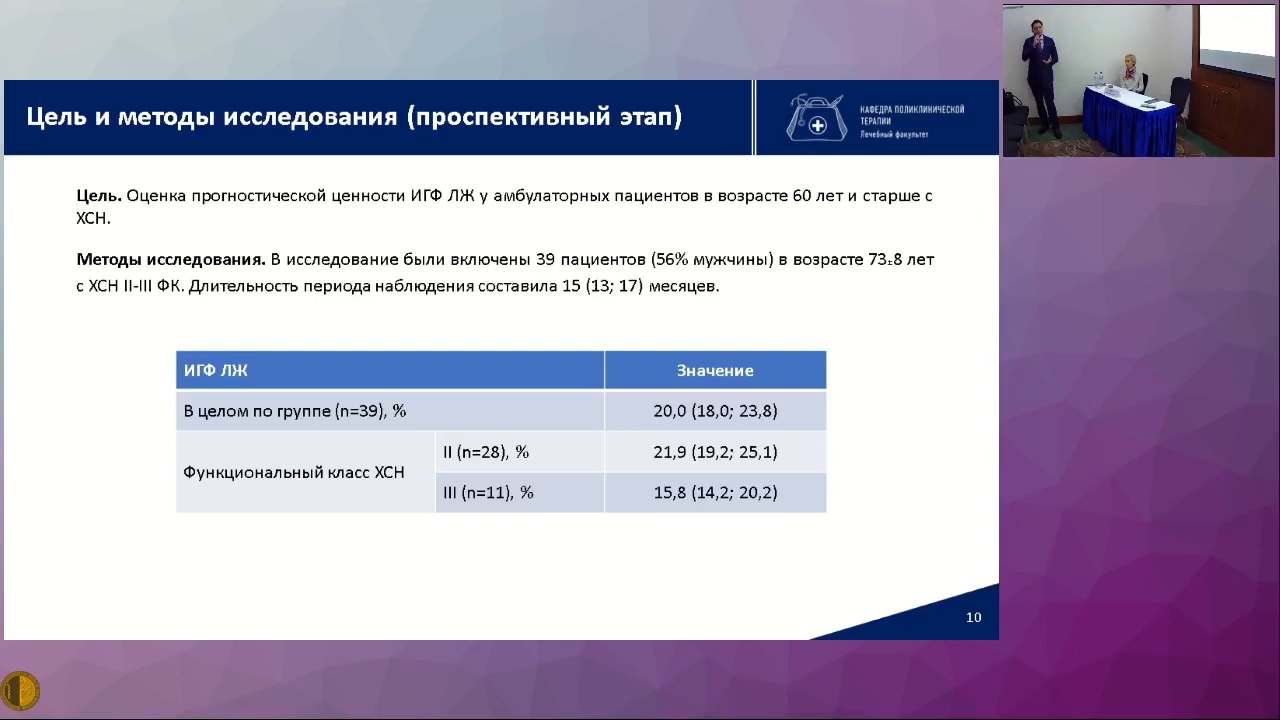 Цель и методы исследования (проспективный этап)
КАФЕДРА ПОЛИКЛИНИЧЕСКОЙ
ТЕРАПИИ
Лечебный факультет
Цель. Оценка прогностической ценности ИГФ ЛЖ у амбулаторных пациентов в возрасте 60 лет и старше с
ХСН.
Методы исследования. В исследование были включены 39 пациентов (56% мужчины) в возрасте 73±8 лет
с ХСН II-III ФК. Длительность периода наблюдения составила 15 (13; 17) месяцев.
ИГФ ЛЖ Значение
В целом по группе (n=39), % 20,0 (18,0; 23,8)
Функциональный класс ХСН
II (n=28), % 21,9 (19,2; 25,1)
III (n=11), % 15,8 (14,2; 20,2)
10